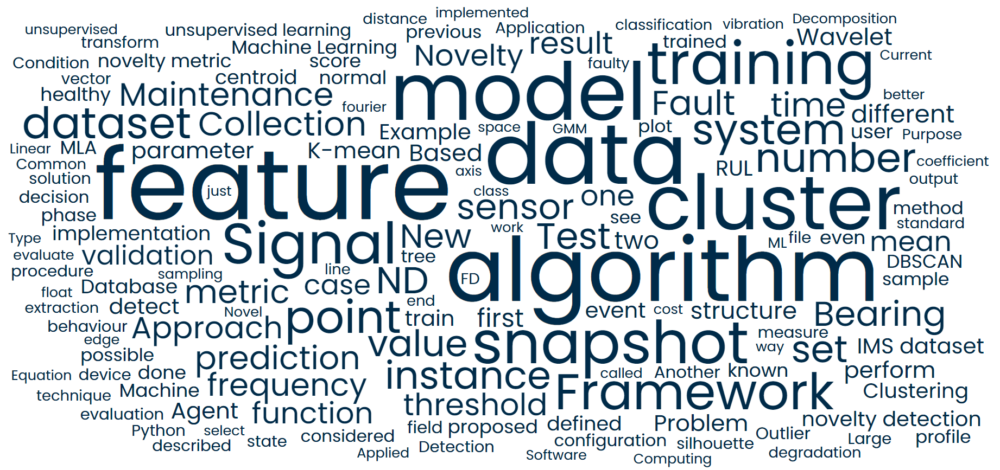 distance implemented
unsupervised unsupervised learning previous Application classification vibration Decomposition
transform Machine Learning result trained Wavelet
Condition novelty metric score Novelty faulty training Current
vector centroid normal model
healthy Maintenance fourier Fault time better
dataset Collection Example space GMM plot system different
user Purpose
Linear MLA parameter K-mean Based data number
Common feature axis RUL coefficient
solution just class one cluster output
decision sensor see method
phase work standard
Type implementation Signal New Test two ML file even mean
evaluate validation tree algorithm DBSCAN
procedure sampling line ND FD sample
float Database metric case
extraction detect Novel point end train first event cost structure Bearing
behaviour Approach snapshot measure
edge value way set IMS dataset
possible prediction
Equation device done instance called Another known perform
technique Machine frequency Framework Clustering
evaluation Agent function threshold novelty detection
Python select field proposed defined Problem
described state considered configuration silhouette Outlier Large profile
Applied Detection Software Computing degradation